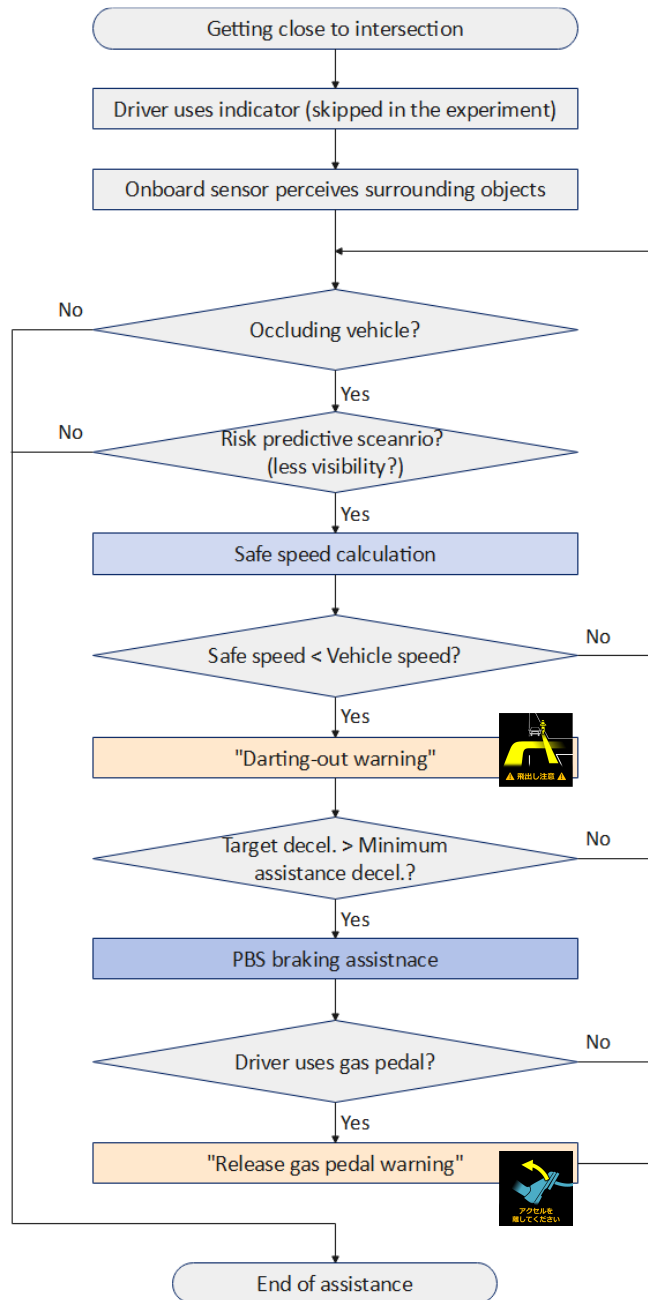 Getting close to intersection
Driver uses indicator (skipped in the experiment)
Onboard sensor perceives surrounding objects
No
Occluding vehicle?
Yes
No
Risk predictive sceanrio?
(less visibility?)
Yes
Safe speed calculation
Safe speed < Vehicle speed?
No
Yes
"Darting-out warning"
⚠ 飛出し注意 ⚠
Target decel. > Minimum
assistance decel.?
No
Yes
PBS braking assistnace
Driver uses gas pedal?
No
Yes
"Release gas pedal warning"
アクセルを
離してください
End of assistance